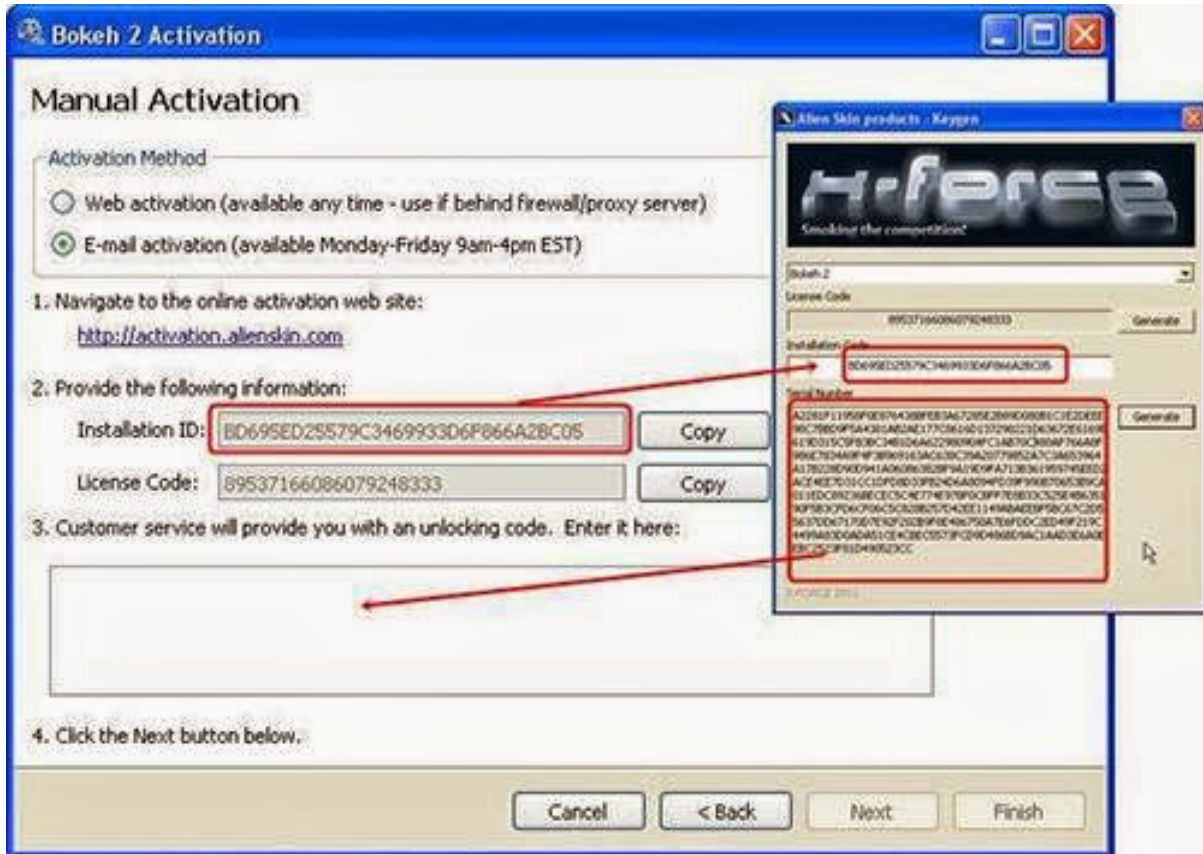 Bokeh 2 Activation
Manual Activation
Activation Method
Web activation (available any time - use if behind firewall/proxy server)
E-mail activation (available Monday-Friday 9am-4pm EST)
1. Navigate to the online activation web site:
http://activation.alienskin.com
2. Provide the following information:
Installation ID: BD695ED25579C3469933D6F866A2BC05 Copy
License Code: 89537166086079248333 Copy
3. Customer service will provide you with an unlocking code. Enter it here:
4. Click the Next button below.
Cancel < Back Next Finish
Alien Skin products - Keygen
X-force
Smoking the competition!
Bokeh 2
License Code
89537166086079248333 Generate
Installation Code
BD695ED25579C3469933D6F866A2BC05
Serial Number
Generate